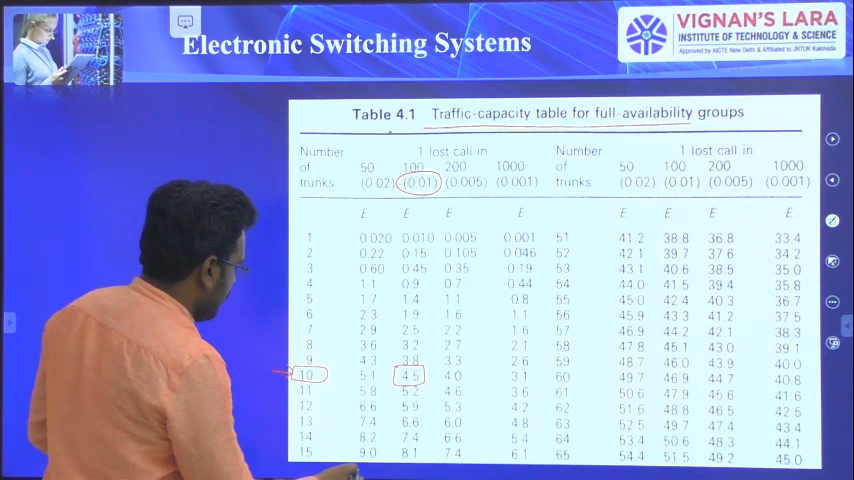 Electronic Switching Systems
VIGNAN'S LARA
INSTITUTE OF TECHNOLOGY & SCIENCE
Approved by AICTE New Delhi & Affiliated to JNTUK Kakinada
Table 4.1 Traffic-capacity table for full-availability groups
Number 1 lost call in Number 1 lost call in
of 50 100 200 1000 of 50 100 200 1000
trunks (0.02) (0.01) (0.005) (0.001) trunks (0.02) (0.01) (0.005) (0.001)
E E E E E E E E
1 0 020 0.010 0 005 0 001 51 41 2 38 8 36 8 33 4
2 0 22 0 15 0 105 0 046 52 42 1 39 7 37 6 34 2
3 0 60 0 45 0 35 0 19 53 43 1 40 6 38 5 35 0
4 1 1 0 9 0 7 0 44 54 44 0 41 5 39 4 35 8
5 1 7 1 4 1 1 0 8 55 45 0 42 4 40 3 36 7
6 2 3 1 9 1 6 1 1 56 45 9 43 3 41 2 37 5
7 2 9 2 5 2 2 1 6 57 46 9 44 2 42 1 38 3
8 3 6 3 2 2 7 2 1 58 47 8 45 1 43 0 39 1
9 4 3 3 8 3 3 2 6 59 48 7 46 0 43 9 40 0
10 5 1 4 5 4 0 3 1 60 49 7 46 9 44 7 40 8
11 5 8 5 2 4 6 3 6 61 50 6 47 9 45 6 41 6
12 6 6 5 9 5 3 4 2 62 51 6 48 8 46 5 42 5
13 7 4 6 6 6 0 4 8 63 52 5 49 7 47 4 43 4
14 8 2 7 4 6 6 5 4 64 53 4 50 6 48 3 44 1
15 9 0 8 1 7 4 6 1 65 54 4 51 5 49 2 45 0